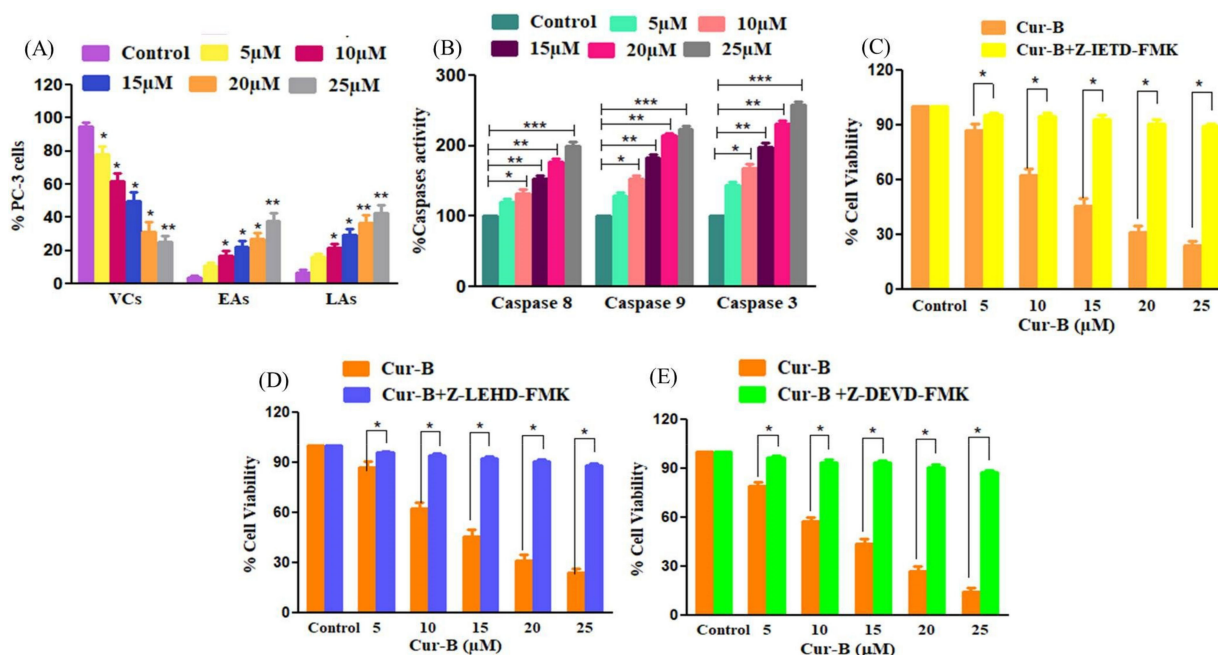 (A)
Control 5µM 10µM
15µM 20µM 25µM
% PC-3 cells
120
100
80
60
40
20
0
* * * * **
* * * **
* * ** **
VCs EAs LAs
(B)
Control 5µM 10µM
15µM 20µM 25µM
%Caspases activity
300
200
100
0
***
**
**
*
***
**
**
*
***
**
**
*
Caspase 8 Caspase 9 Caspase 3
(C)
Cur-B
Cur-B+Z-IETD-FMK
% Cell Viability
120
90
60
30
0
* * * * *
Control 5 10 15 20 25
Cur-B (µM)
(D)
Cur-B
Cur-B+Z-LEHD-FMK
% Cell Viability
120
90
60
30
0
* * * * *
Control 5 10 15 20 25
Cur-B (µM)
(E)
Cur-B
Cur-B +Z-DEVD-FMK
% Cell Viability
120
90
60
30
0
* * * * *
Control 5 10 15 20 25
Cur-B (µM)